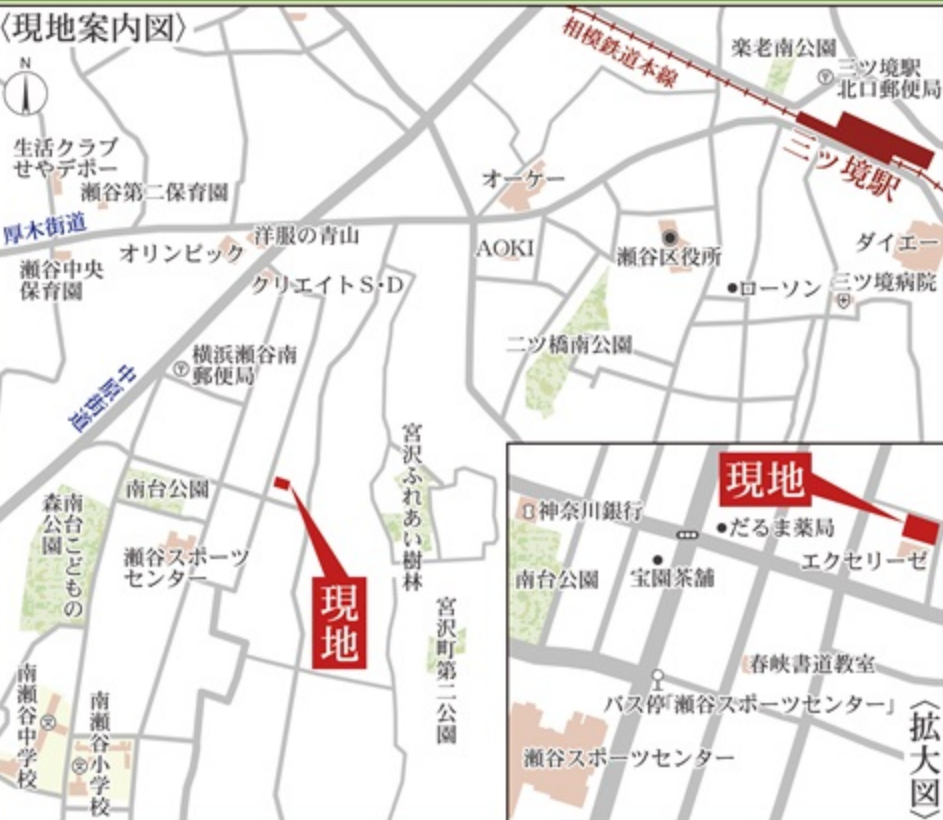 〈現地案内図〉
N
相模鉄道本線
楽老南公園
三ツ境駅
北口郵便局
三ツ境駅
生活クラブ
せやデポー
瀬谷第二保育園
オーケー
厚木街道
オリンピック
洋服の青山
AOKI
瀬谷区役所
ダイエー
瀬谷中央
保育園
クリエイトS・D
ローソン
三ツ境病院
二ツ橋南公園
横浜瀬谷南
郵便局
中原街道
宮沢ふれあい樹林
南台公園
南台こどもの
森公園
瀬谷スポーツ
センター
現地
宮沢町第二公園
南瀬谷中学校
南瀬谷小学校
現地
神奈川銀行
だるま薬局
エクセリーゼ
南台公園
宝園茶舗
春峡書道教室
バス停「瀬谷スポーツセンター」
瀬谷スポーツセンター
〈拡大図〉